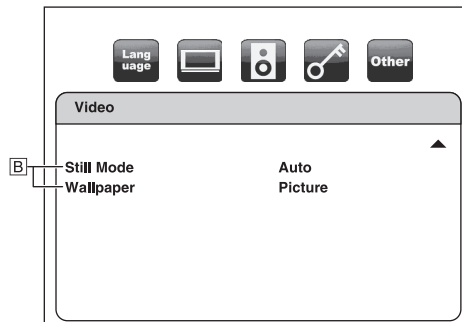 Lang
uage
Other
Video
B
Still Mode Auto
Wallpaper Picture